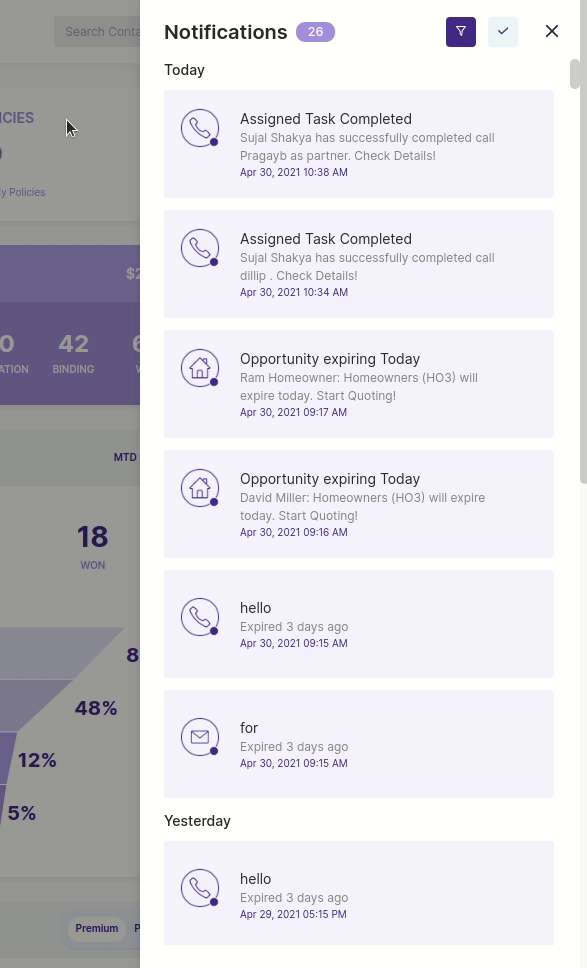 Search Conta
Notifications 26
Today
Assigned Task Completed
Sujal Shakya has successfully completed call
Pragayb as partner. Check Details!
Apr 30, 2021 10:38 AM
Assigned Task Completed
Sujal Shakya has successfully completed call
dillip . Check Details!
Apr 30, 2021 10:34 AM
Opportunity expiring Today
Ram Homeowner: Homeowners (HO3) will
expire today. Start Quoting!
Apr 30, 2021 09:17 AM
Opportunity expiring Today
David Miller: Homeowners (HO3) will expire
today. Start Quoting!
Apr 30, 2021 09:16 AM
hello
Expired 3 days ago
Apr 30, 2021 09:15 AM
for
Expired 3 days ago
Apr 30, 2021 09:15 AM
Yesterday
hello
Expired 3 days ago
Apr 29, 2021 05:15 PM
ICIES
ly Policies
$2
0 42
ATION BINDING W
MTD
18
WON
8
48%
12%
5%
Premium P